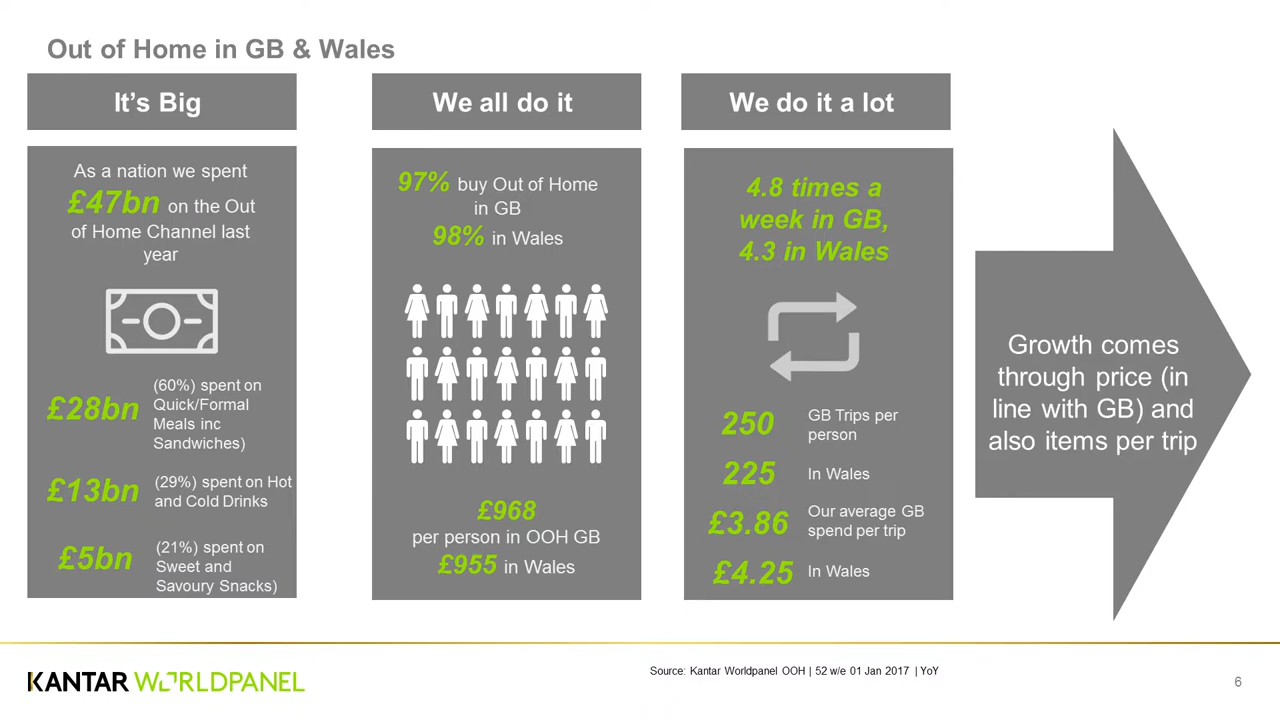 Out of Home in GB & Wales
It's Big
As a nation we spent
£47bn on the Out
of Home Channel last
year
£28bn
(60%) spent on
Quick/Formal
Meals inc
Sandwiches)
£13bn
(29%) spent on Hot
and Cold Drinks
£5bn
(21%) spent on
Sweet and
Savoury Snacks)
We all do it
97% buy Out of Home
in GB
98% in Wales
£968
per person in OOH GB
£955 in Wales
We do it a lot
4.8 times a
week in GB,
4.3 in Wales
250
GB Trips per
person
225
In Wales
£3.86
Our average GB
spend per trip
£4.25
In Wales
Growth comes
through price (in
line with GB) and
also items per trip
KANTAR WORLDPANEL
Source: Kantar Worldpanel OOH | 52 w/e 01 Jan 2017 | YoY
6